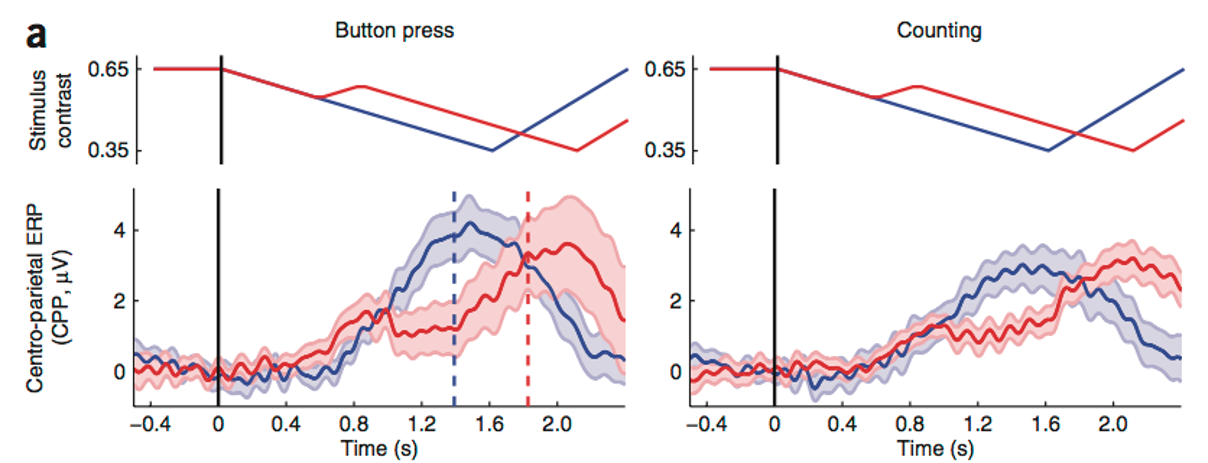 a
Button press
Counting
Stimulus
contrast
0.65
0.35
0.65
0.35
Centro-parietal ERP
(CPP, μV)
4
2
0
4
2
0
−0.4 0 0.4 0.8 1.2 1.6 2.0
−0.4 0 0.4 0.8 1.2 1.6 2.0
Time (s)
Time (s)